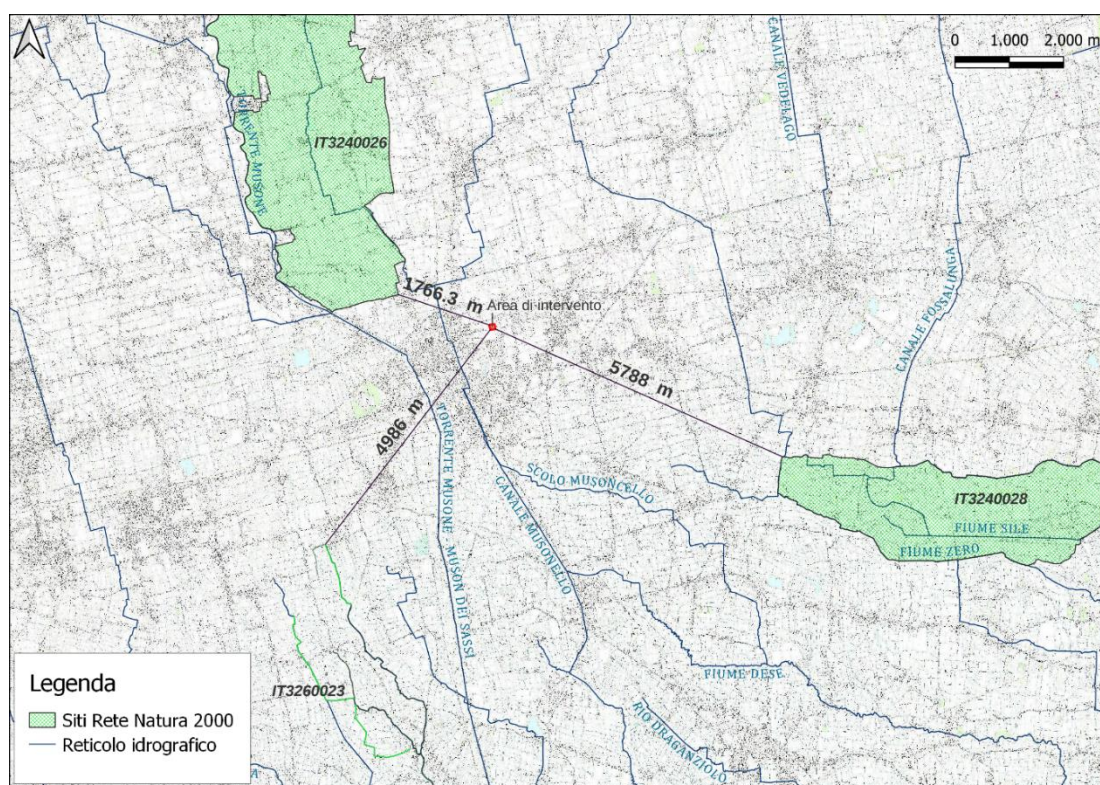 0 1.000 2.000 m
CANALE VEDELAGO
IT3240026
TORRENTE MUSONE
CANALE FOSSALUNGA
1766.3 m
Area di intervento
5788 m
4986 m
TORRENTE MUSONE MUSON DEI SASSI
SCOLO MUSONCELLO
CANALE MUSONELLO
IT3240028
FIUME SILE
FIUME ZERO
FIUME DESE
IT3260023
RIO DRAGANZIOLO
Legenda
Siti Rete Natura 2000
Reticolo idrografico
A